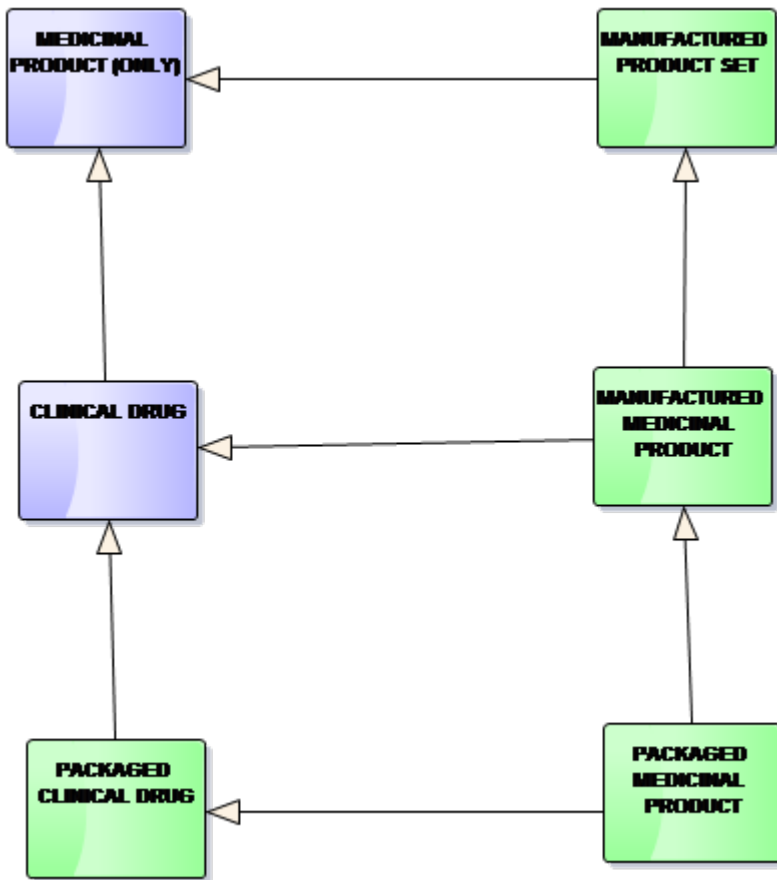 MEDICINAL
PRODUCT (ONLY)
MANUFACTURED
PRODUCT SET
CLINICAL DRUG
MANUFACTURED
MEDICINAL
PRODUCT
PACKAGED
CLINICAL DRUG
PACKAGED
MEDICINAL
PRODUCT